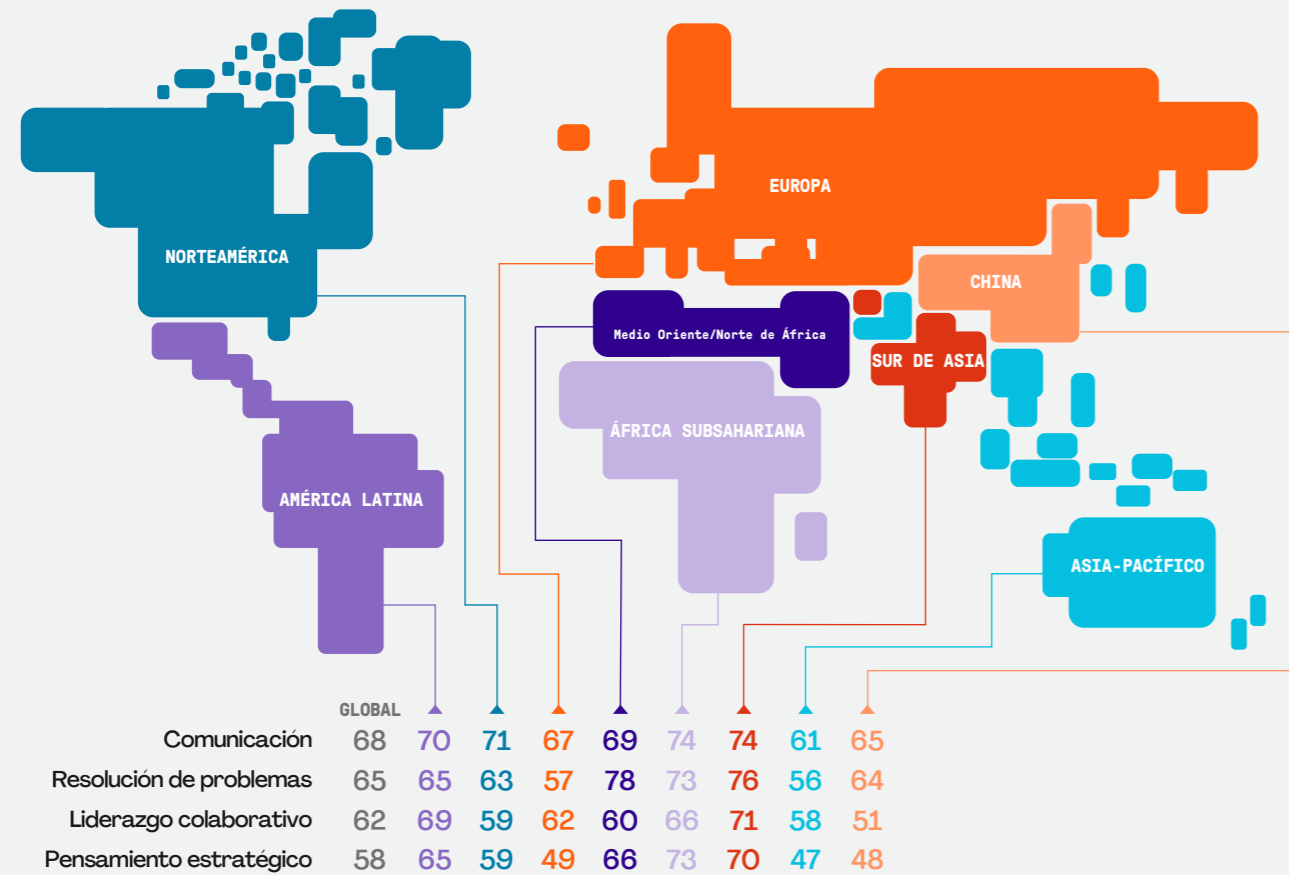 EUROPA
NORTEAMÉRICA
CHINA
Medio Oriente/Norte de África
SUR DE ASIA
ÁFRICA SUBSAHARIANA
AMÉRICA LATINA
ASIA-PACÍFICO
GLOBAL
Comunicación 68 70 71 67 69 74 74 61 65
Resolución de problemas 65 65 63 57 78 73 76 56 64
Liderazgo colaborativo 62 69 59 62 60 66 71 58 51
Pensamiento estratégico 58 65 59 49 66 73 70 47 48